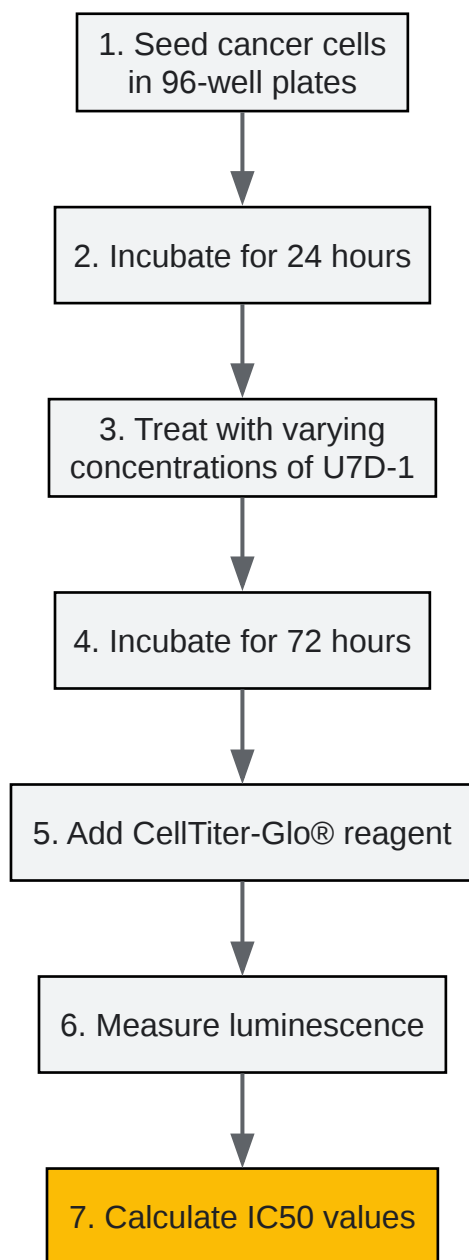 1. Seed cancer cells
in 96-well plates
2. Incubate for 24 hours
3. Treat with varying
concentrations of U7D-1
4. Incubate for 72 hours
5. Add CellTiter-Glo® reagent
6. Measure luminescence
7. Calculate IC50 values